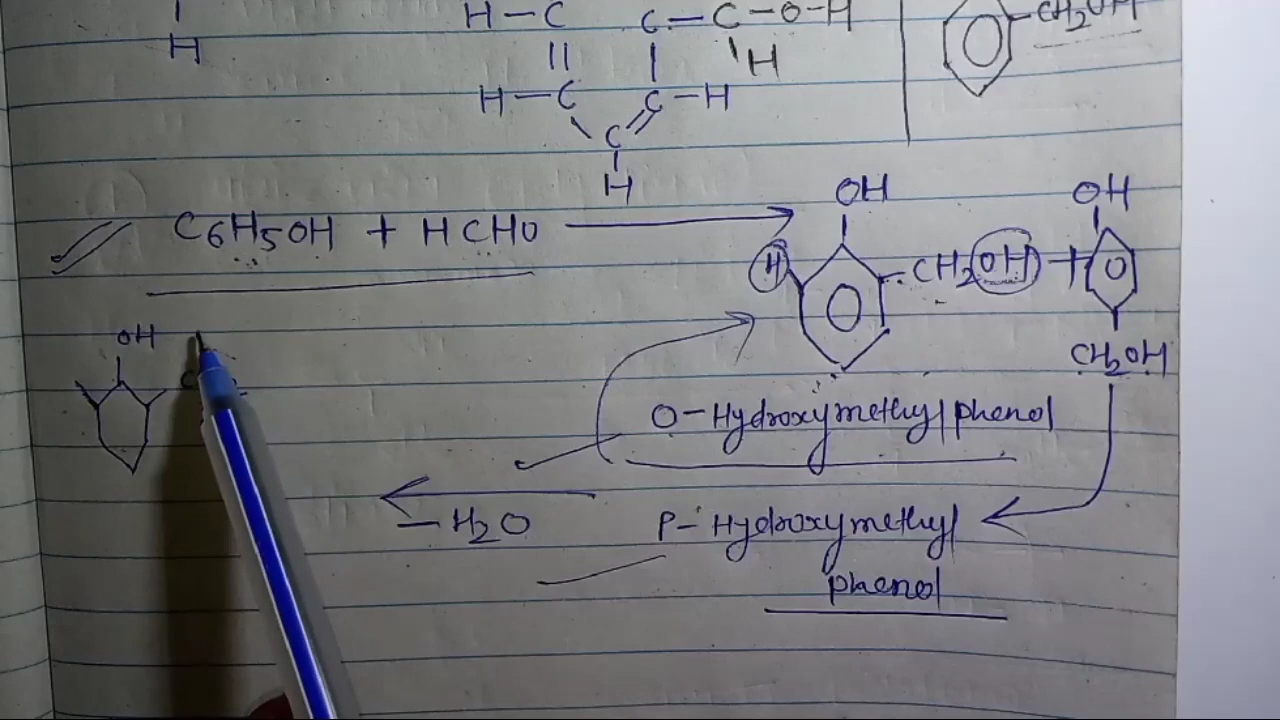 H
H–C C–C–O–H
H
H–C C–H
C
H
CH2OH
C6H5OH + HCHO
OH
H CH2OH +
OH
CH2OH
OH
O-Hydroxymethyl phenol
– H2O
P-Hydroxymethyl
phenol